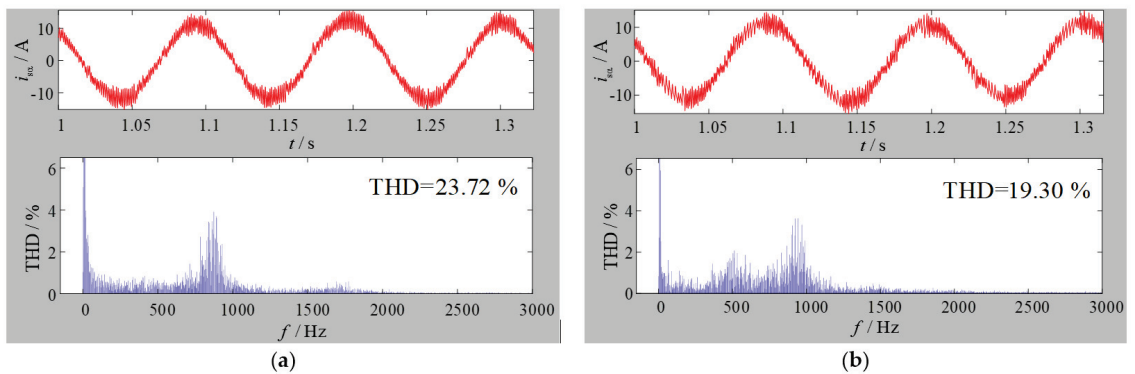 10
0
-10
i_sα / A
1 1.05 1.1 1.15 1.2 1.25 1.3
t / s
6
4
2
0
THD / %
THD=23.72 %
0 500 1000 1500 2000 2500 3000
f / Hz
(a)
10
0
-10
i_sα / A
1 1.05 1.1 1.15 1.2 1.25 1.3
t / s
6
4
2
0
THD / %
THD=19.30 %
0 500 1000 1500 2000 2500 3000
f / Hz
(b)